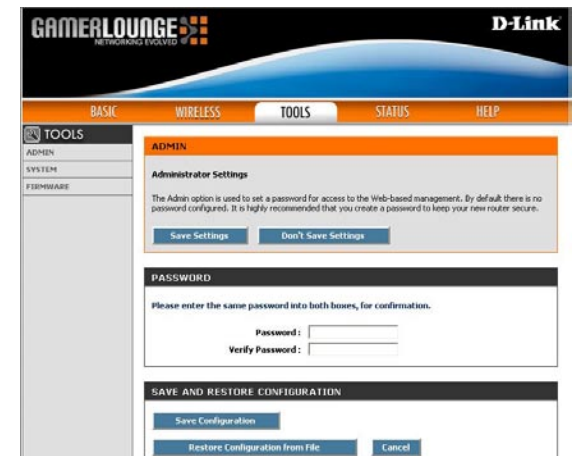 GAMERLOUNGE
NETWORKING EVOLVED
D-Link
BASIC WIRELESS TOOLS STATUS HELP
TOOLS
ADMIN
SYSTEM
FIRMWARE
ADMIN
Administrator Settings
The Admin option is used to set a password for access to the Web-based management. By default there is no
password configured. It is highly recommended that you create a password to keep your new router secure.
Save Settings Don't Save Settings
PASSWORD
Please enter the same password into both boxes, for confirmation.
Password :
Verify Password :
SAVE AND RESTORE CONFIGURATION
Save Configuration
Restore Configuration from File Cancel